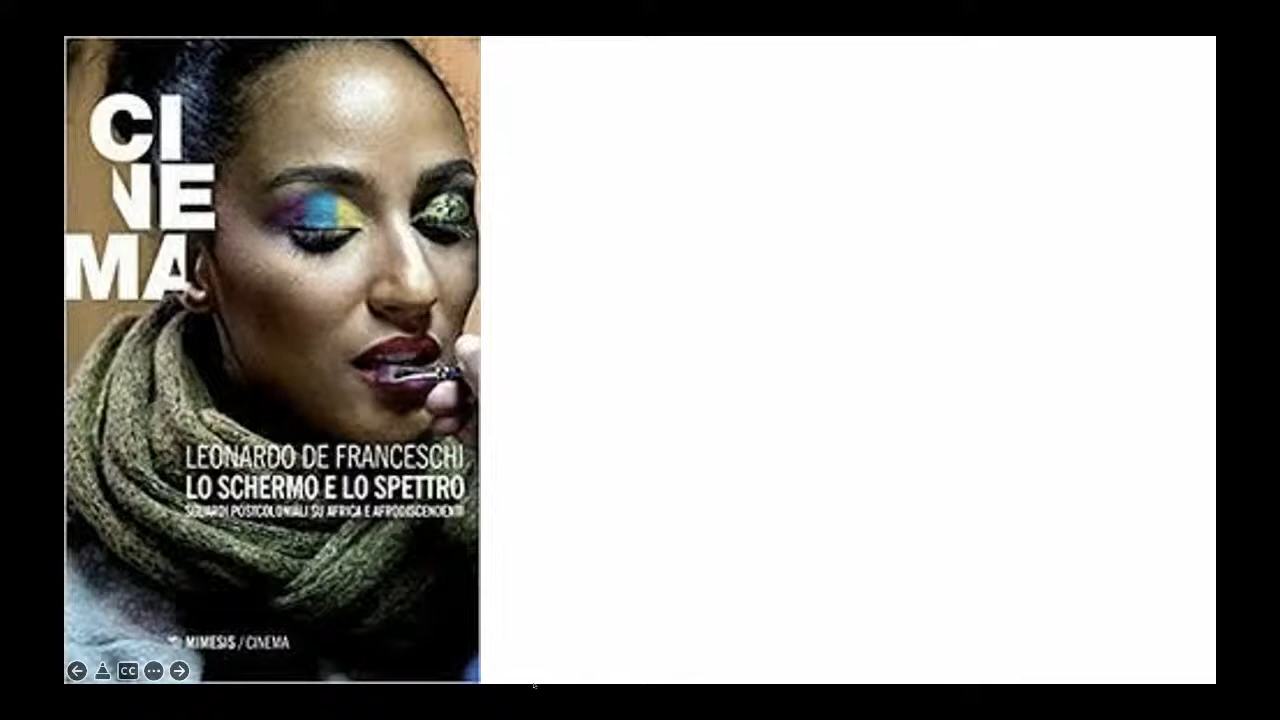 CI
NE
MA
LEONARDO DE FRANCESCHI
LO SCHERMO E LO SPETTRO
SGUARDI POSTCOLONIALI SU AFRICA E AFRODISCENDENTI
MIMESIS / CINEMA
CC